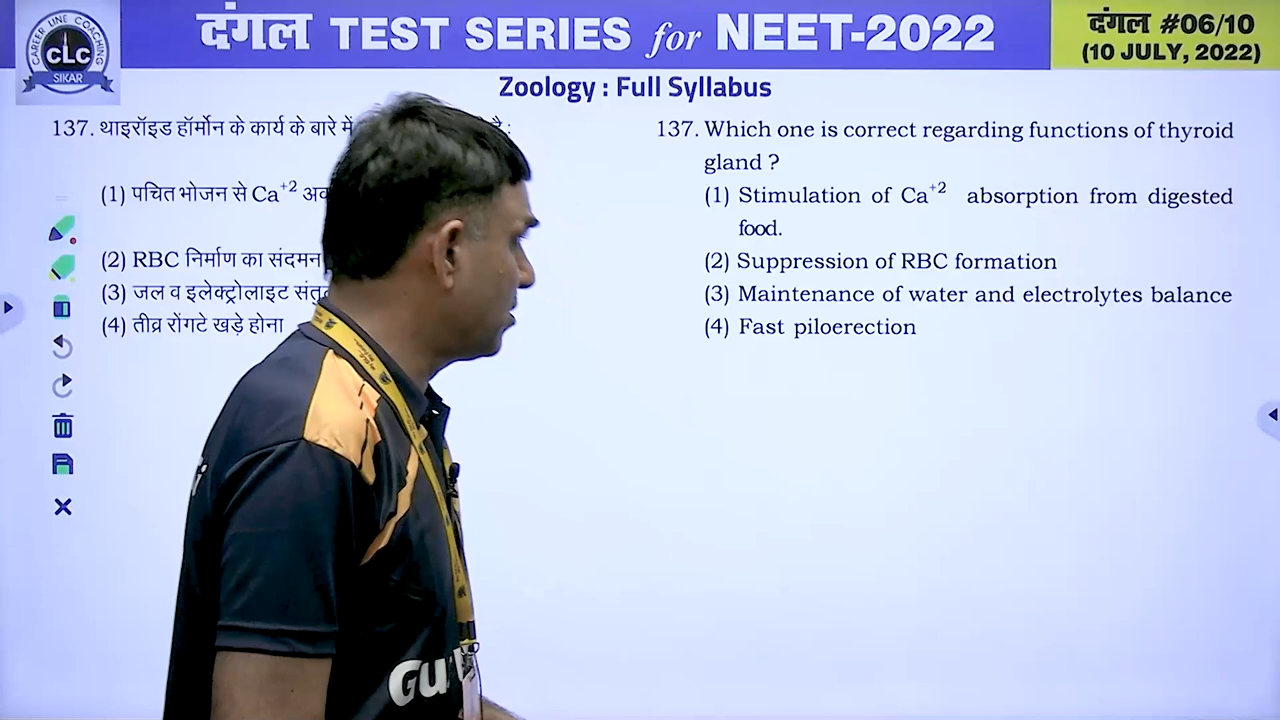 दंगल TEST SERIES for NEET-2022
दंगल #06/10
(10 JULY, 2022)
CAREER LINE COACHING
CLC
SIKAR
Zoology : Full Syllabus
137. थाइरॉइड हॉर्मोन के कार्य के बारे में है :
(1) पचित भोजन से Ca+2
(2) RBC निर्माण का संदमन
(3) जल व इलेक्ट्रोलाइट
(4) तीव्र रोंगटे खड़े होना
137. Which one is correct regarding functions of thyroid
gland ?
(1) Stimulation of Ca+2 absorption from digested
food.
(2) Suppression of RBC formation
(3) Maintenance of water and electrolytes balance
(4) Fast piloerection